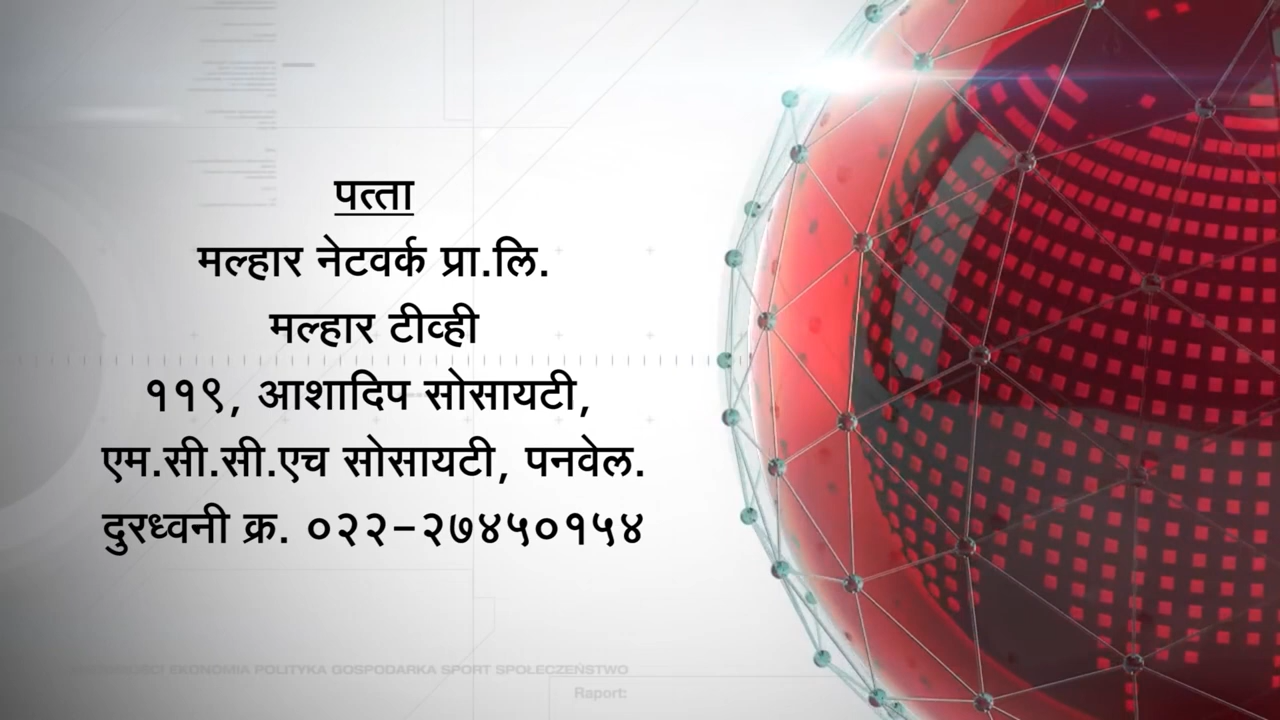 पत्ता
मल्हार नेटवर्क प्रा.लि.
मल्हार टीव्ही
११९, आशादिप सोसायटी,
एम.सी.सी.एच सोसायटी, पनवेल.
दुरध्वनी क्र. ०२२-२७४५०१५४
EKONOMIA POLITYKA GOSPODARKA SPORT SPOŁECZEŃSTWO
Raport: